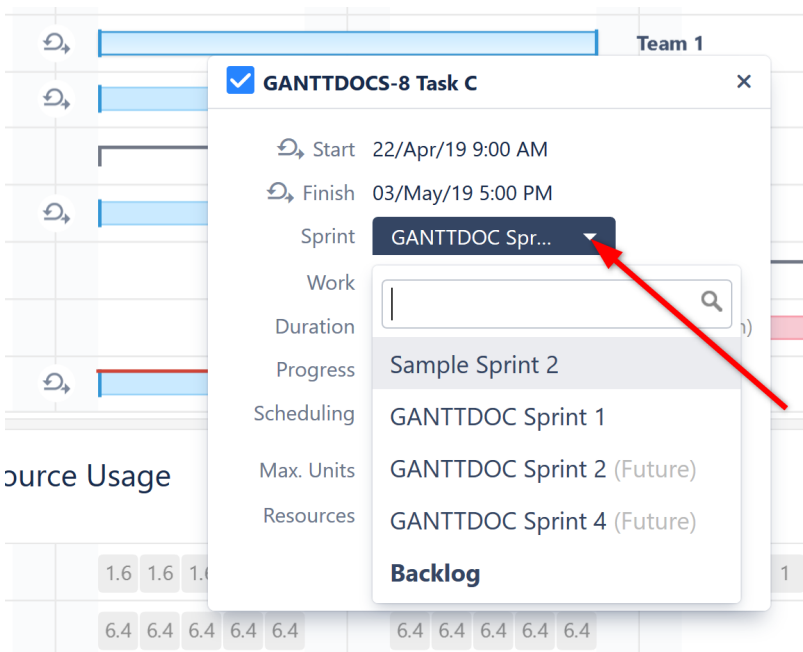 Team 1
GANTTDOCS-8 Task C
Start 22/Apr/19 9:00 AM
Finish 03/May/19 5:00 PM
Sprint GANTTDOC Spr...
Work
Duration
Progress
Scheduling
Max. Units
Resources
Sample Sprint 2
GANTTDOC Sprint 1
GANTTDOC Sprint 2 (Future)
GANTTDOC Sprint 4 (Future)
Backlog
Usage
1.6 1.6 1
6.4 6.4 6.4 6.4 6.4 6.4 6.4 6.4 6.4 6.4